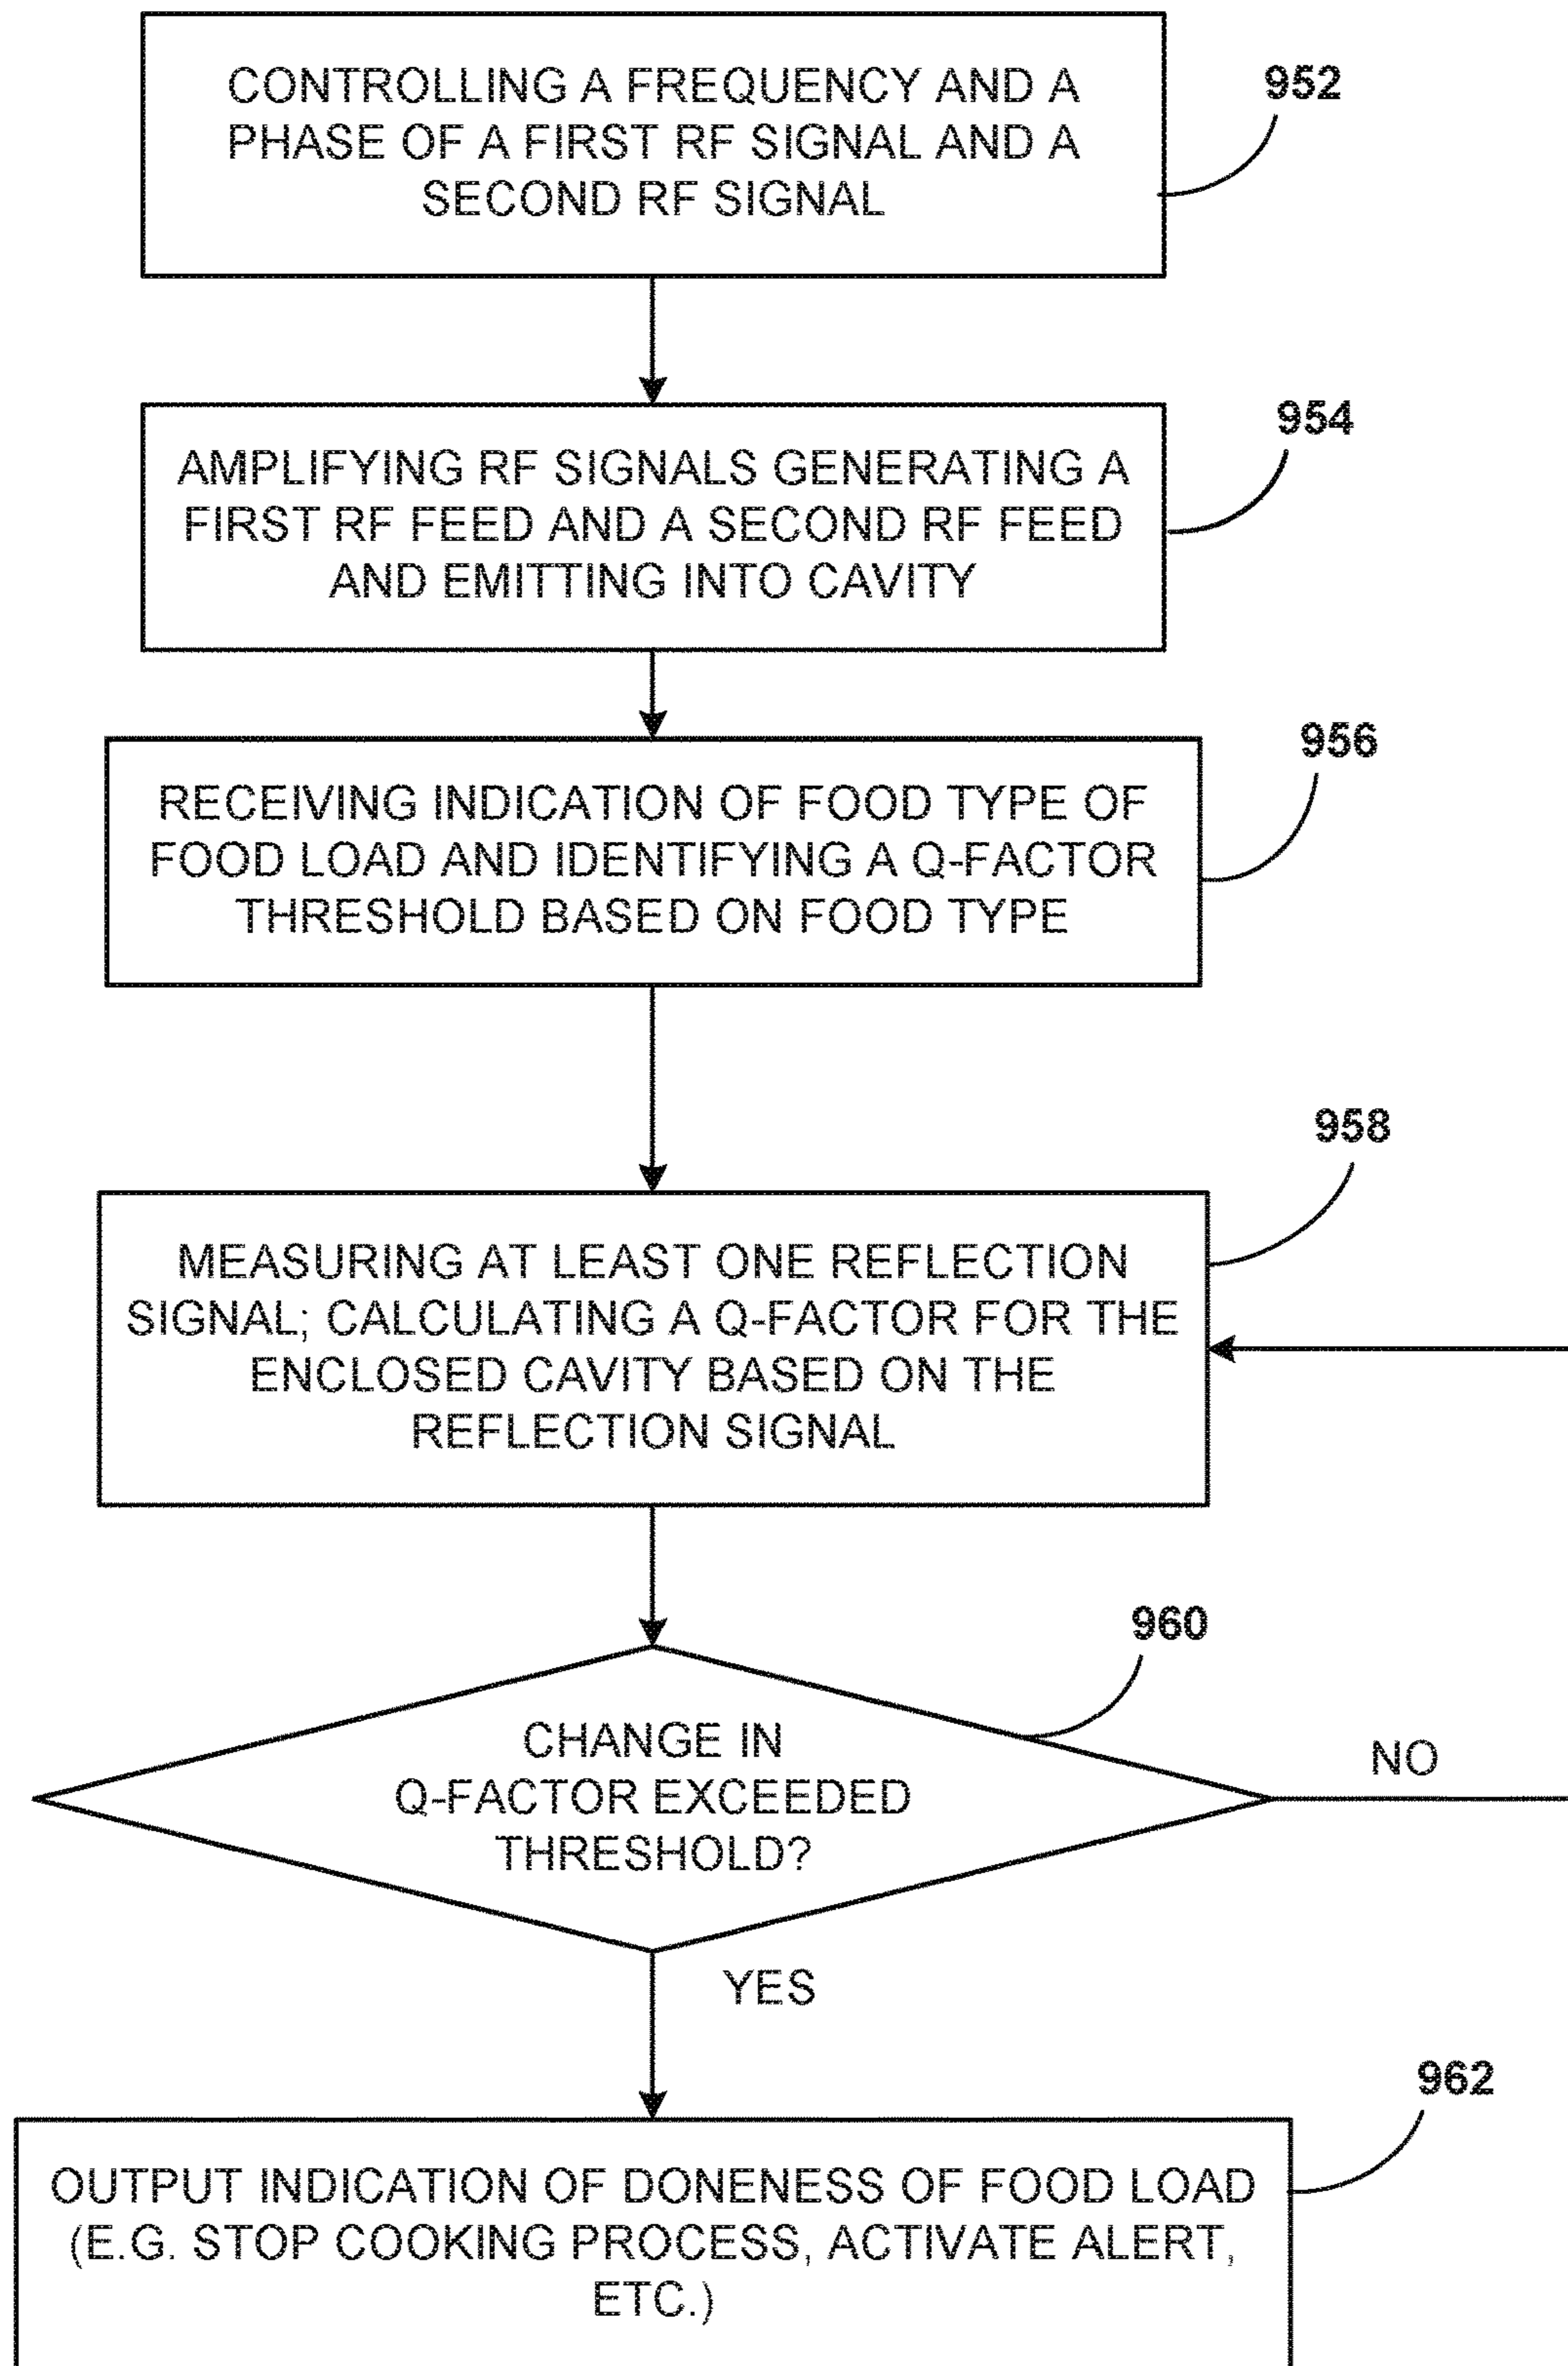 CONTROLLING A FREQUENCY AND A
PHASE OF A FIRST RF SIGNAL AND A
SECOND RF SIGNAL
952
AMPLIFYING RF SIGNALS GENERATING A
FIRST RF FEED AND A SECOND RF FEED
AND EMITTING INTO CAVITY
954
RECEIVING INDICATION OF FOOD TYPE OF
FOOD LOAD AND IDENTIFYING A Q-FACTOR
THRESHOLD BASED ON FOOD TYPE
956
MEASURING AT LEAST ONE REFLECTION
SIGNAL; CALCULATING A Q-FACTOR FOR THE
ENCLOSED CAVITY BASED ON THE
REFLECTION SIGNAL
958
CHANGE IN
Q-FACTOR EXCEEDED
THRESHOLD?
960
NO
YES
OUTPUT INDICATION OF DONENESS OF FOOD LOAD
(E.G. STOP COOKING PROCESS, ACTIVATE ALERT,
ETC.)
962